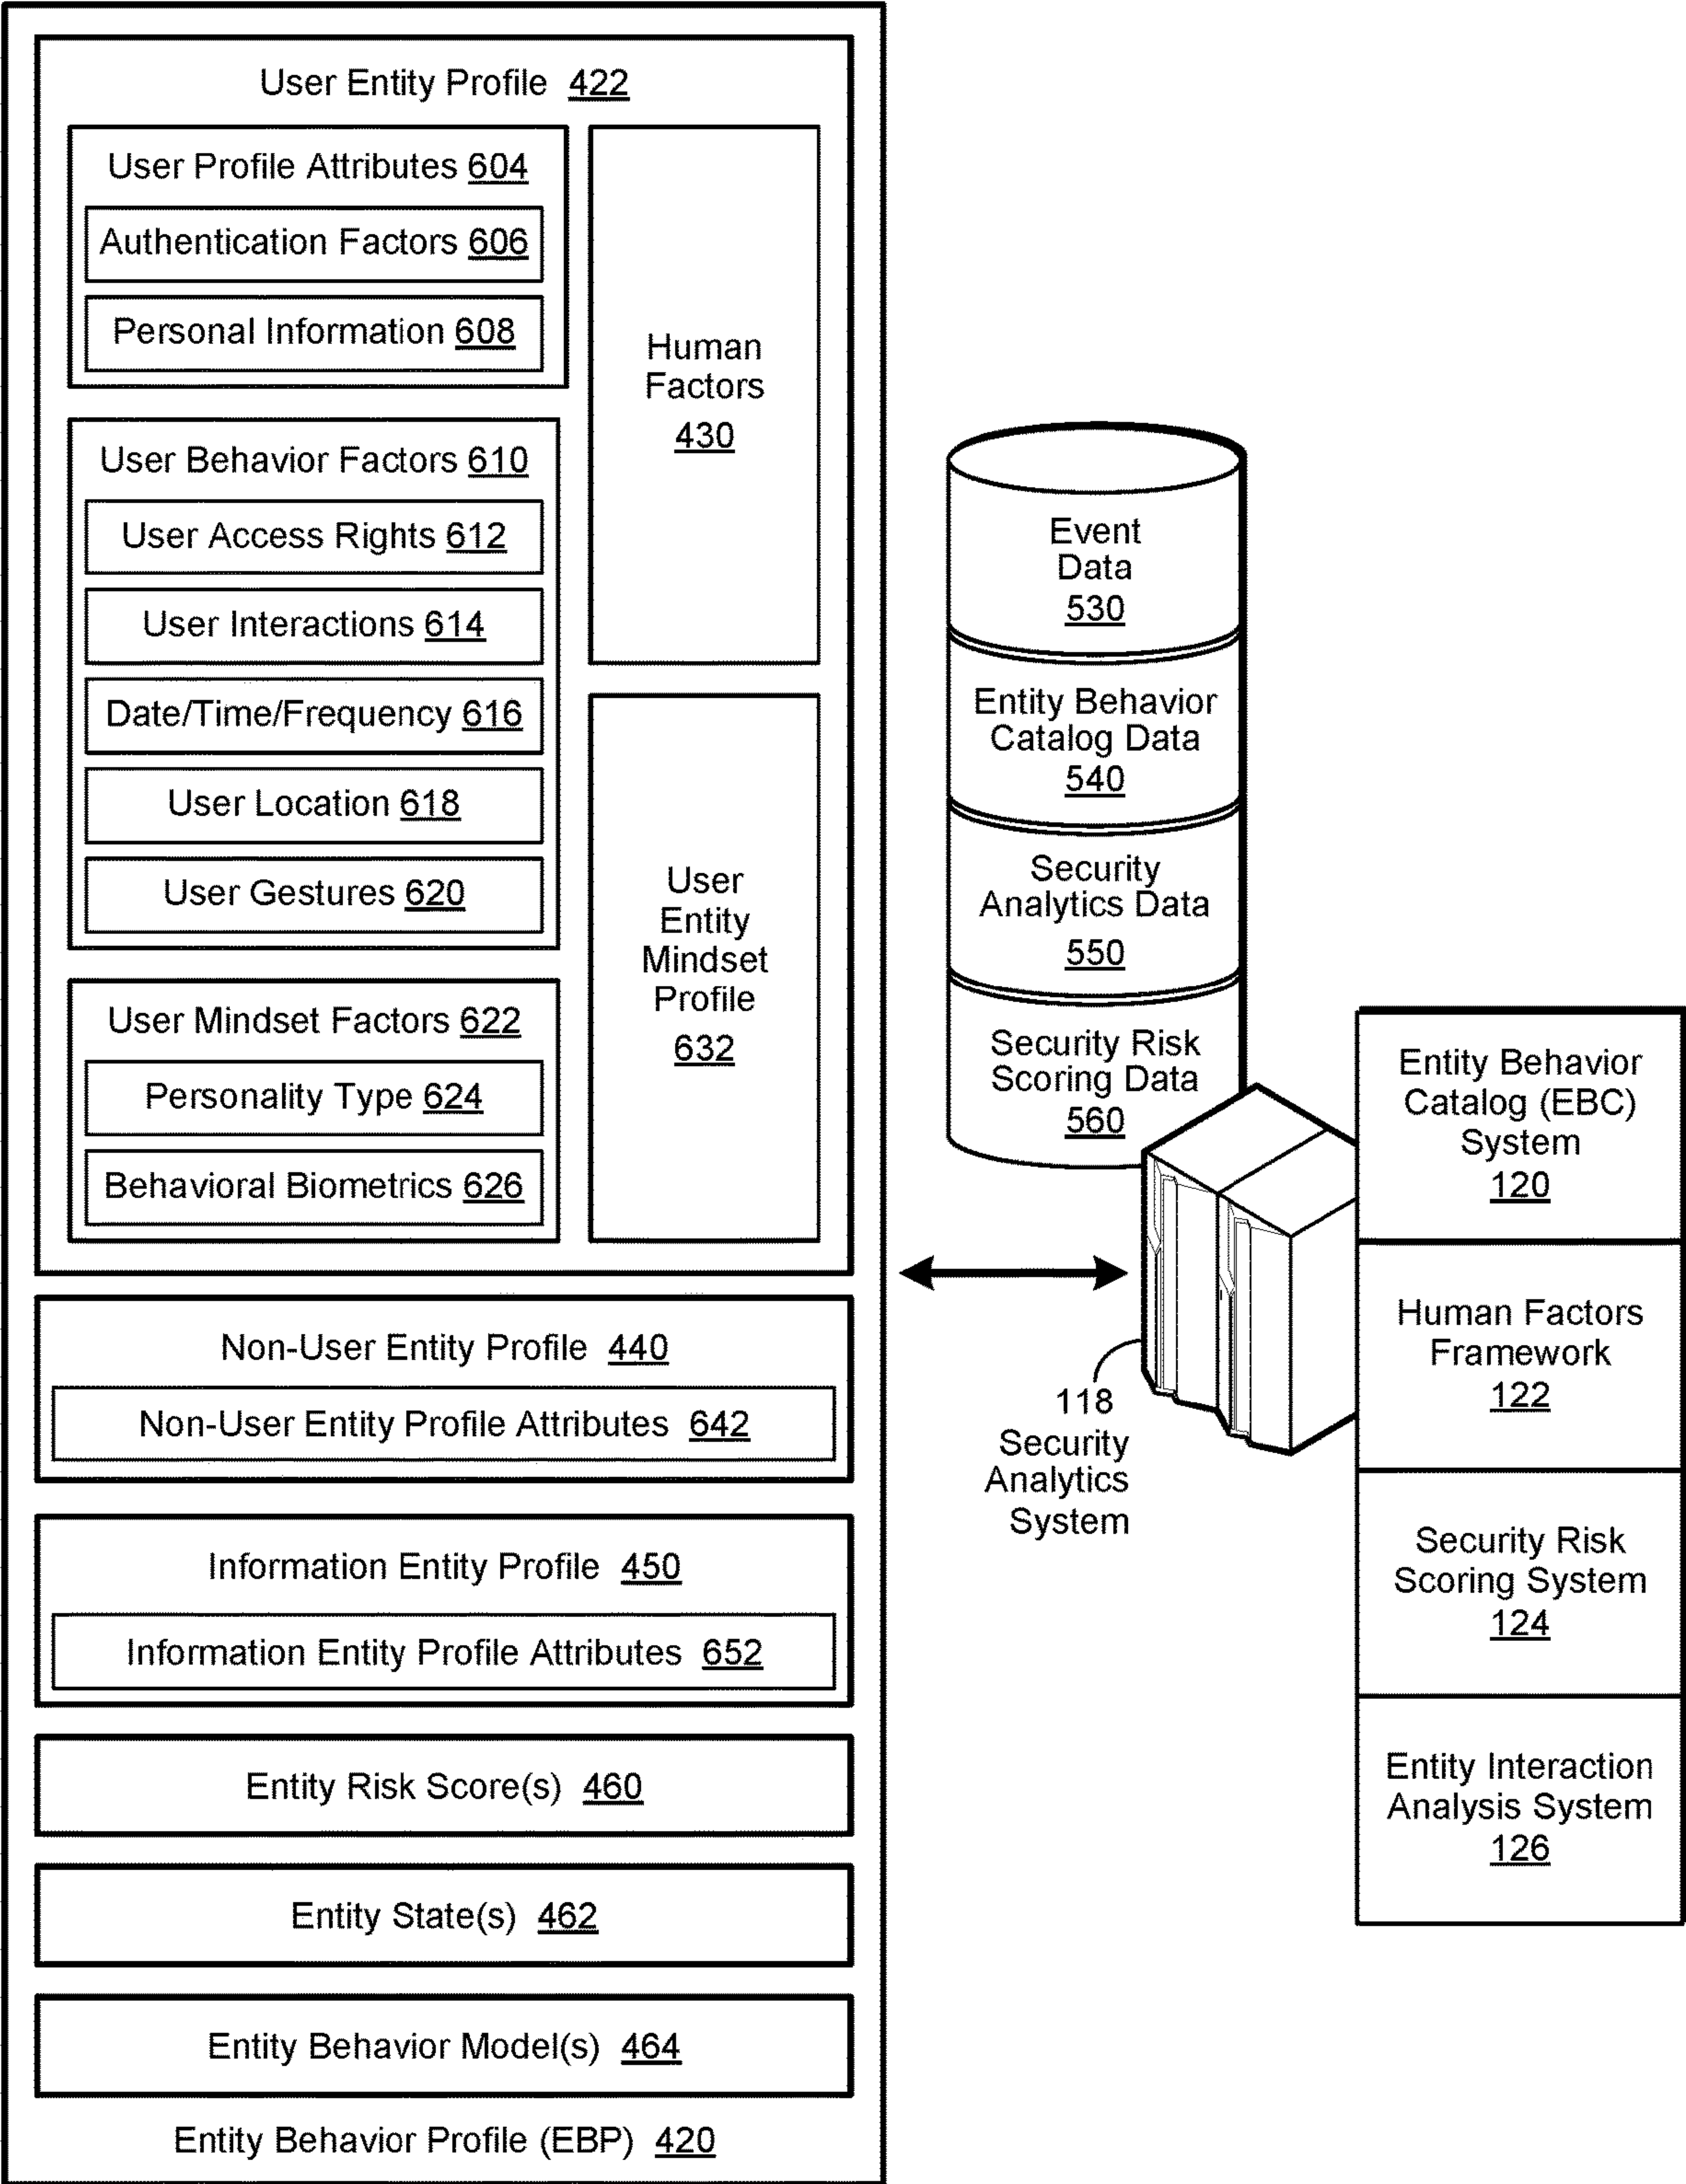 User Entity Profile 422
User Profile Attributes 604
Authentication Factors 606
Personal Information 608
User Behavior Factors 610
User Access Rights 612
User Interactions 614
Date/Time/Frequency 616
User Location 618
User Gestures 620
User Mindset Factors 622
Personality Type 624
Behavioral Biometrics 626
Human
Factors
430
User
Entity
Mindset
Profile
632
Non-User Entity Profile 440
Non-User Entity Profile Attributes 642
Information Entity Profile 450
Information Entity Profile Attributes 652
Entity Risk Score(s) 460
Entity State(s) 462
Entity Behavior Model(s) 464
Entity Behavior Profile (EBP) 420
Event
Data
530
Entity Behavior
Catalog Data
540
Security
Analytics Data
550
Security Risk
Scoring Data
560
118
Security
Analytics
System
Entity Behavior
Catalog (EBC)
System
120
Human Factors
Framework
122
Security Risk
Scoring System
124
Entity Interaction
Analysis System
126